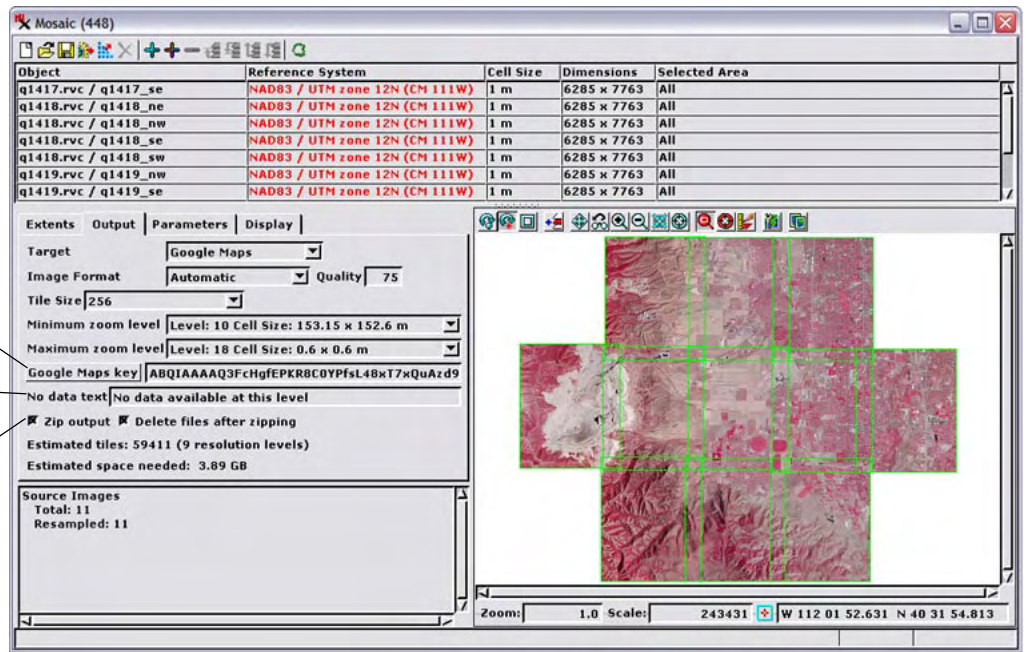 Mosaic (448)
Object Reference System Cell Size Dimensions Selected Area
q1417.rvc / q1417_se NAD83 / UTM zone 12N (CM 111W) 1 m 6285 x 7763 All
q1418.rvc / q1418_ne NAD83 / UTM zone 12N (CM 111W) 1 m 6285 x 7763 All
q1418.rvc / q1418_nw NAD83 / UTM zone 12N (CM 111W) 1 m 6285 x 7763 All
q1418.rvc / q1418_se NAD83 / UTM zone 12N (CM 111W) 1 m 6285 x 7763 All
q1418.rvc / q1418_sw NAD83 / UTM zone 12N (CM 111W) 1 m 6285 x 7763 All
q1419.rvc / q1419_nw NAD83 / UTM zone 12N (CM 111W) 1 m 6285 x 7763 All
q1419.rvc / q1419_se NAD83 / UTM zone 12N (CM 111W) 1 m 6285 x 7763 All
Extents Output Parameters Display
Target Google Maps
Image Format Automatic Quality 75
Tile Size 256
Minimum zoom level Level: 10 Cell Size: 153.15 x 152.6 m
Maximum zoom level Level: 18 Cell Size: 0.6 x 0.6 m
Google Maps key ABQIAAAAQ3FcHgfEPKR8C0YPfsL48xT7xQuAzd9
No data text No data available at this level
Zip output Delete files after zipping
Estimated tiles: 59411 (9 resolution levels)
Estimated space needed: 3.89 GB
Source Images
Total: 11
Resampled: 11
Zoom: 1.0 Scale: 243431 W 112 01 52.631 N 40 31 54.813